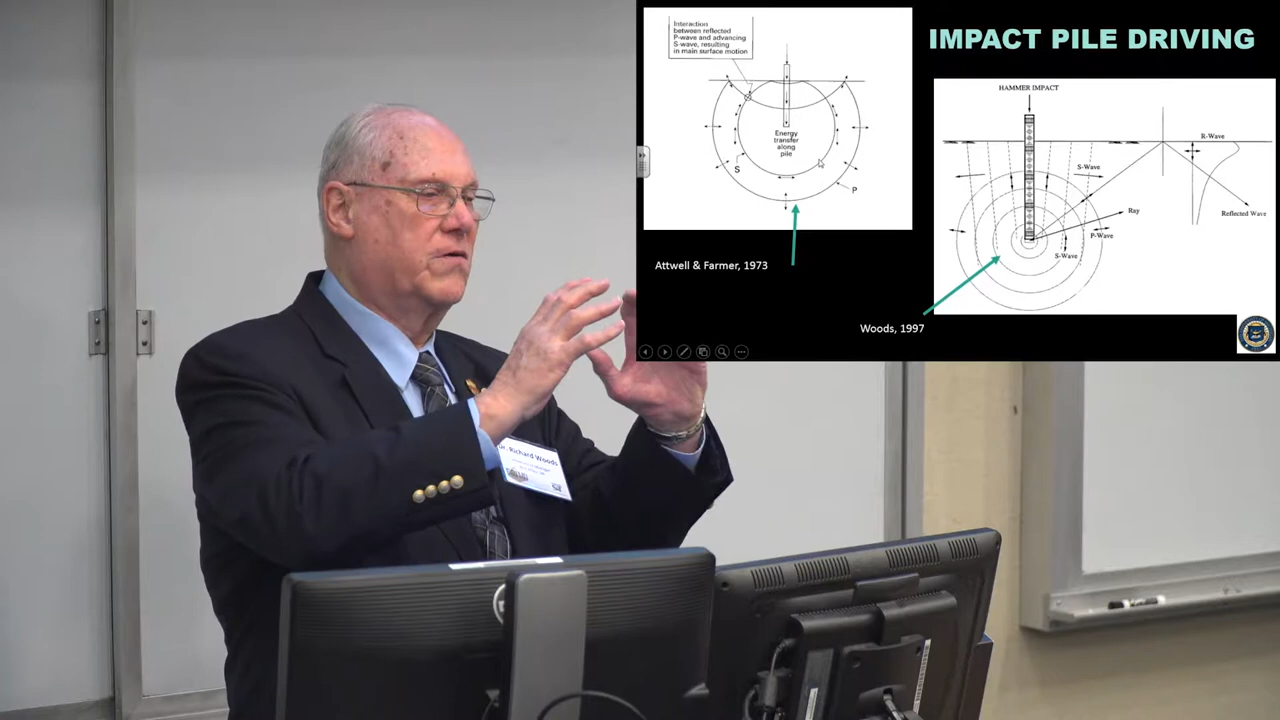 IMPACT PILE DRIVING
Interaction
between reflected
P-wave and advancing
S-wave, resulting
in main surface motion
Energy
transfer
along
pile
S
P
Attwell & Farmer, 1973
HAMMER IMPACT
R-Wave
S-Wave
Ray
Reflected Wave
P-Wave
S-Wave
Woods, 1997
Dr. Richard Woods